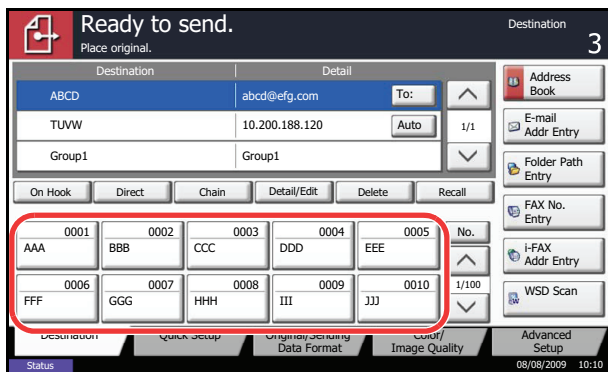 Ready to send.
Place original.
Destination
3
Destination Detail
ABCD abcd@efg.com To:
TUVW 10.200.188.120 Auto 1/1
Group1 Group1
Address
Book
E-mail
Addr Entry
Folder Path
Entry
FAX No.
Entry
i-FAX
Addr Entry
WSD Scan
On Hook Direct Chain Detail/Edit Delete Recall
0001 0002 0003 0004 0005 No.
AAA BBB CCC DDD EEE
0006 0007 0008 0009 0010 1/100
FFF GGG HHH III JJJ
Destination Quick Setup Original/Sending
Data Format Color/
Image Quality Advanced
Setup
Status 08/08/2009 10:10